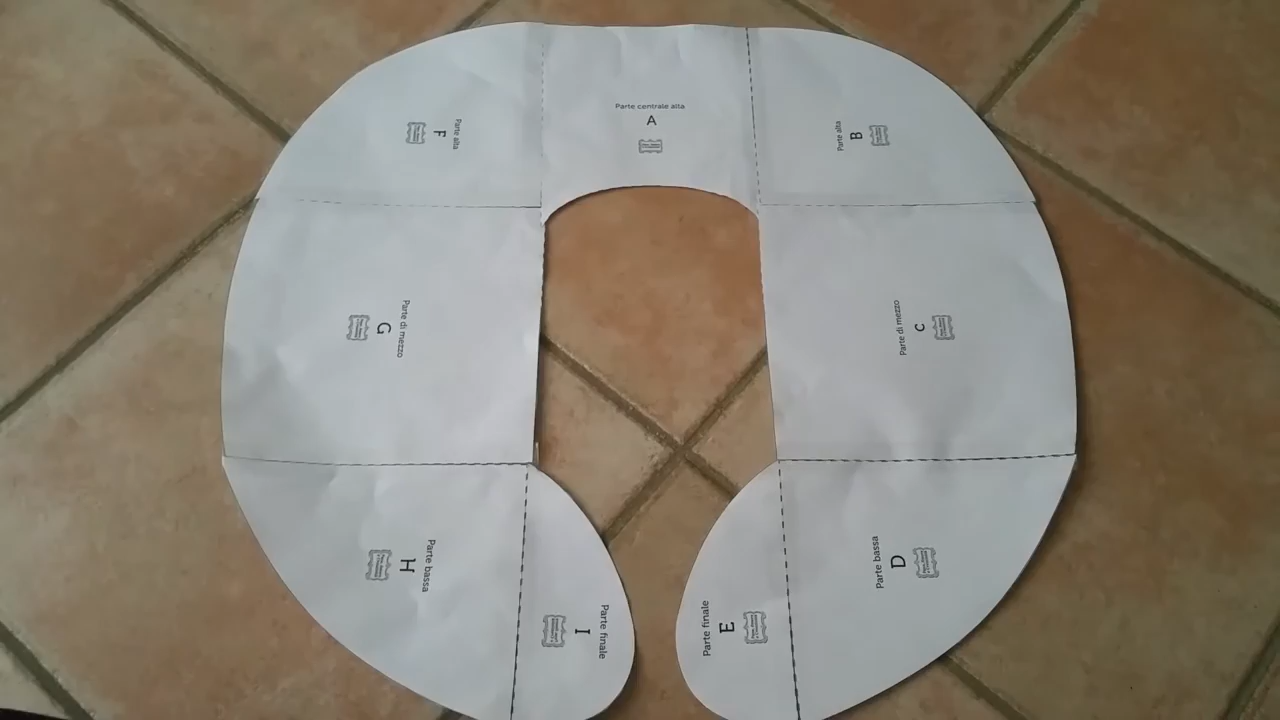 Parte centrale alta
A
Parte alta
F
Parte alta
B
Parte di mezzo
G
Parte di mezzo
C
Parte bassa
H
Parte bassa
D
Parte finale
I
Parte finale
E